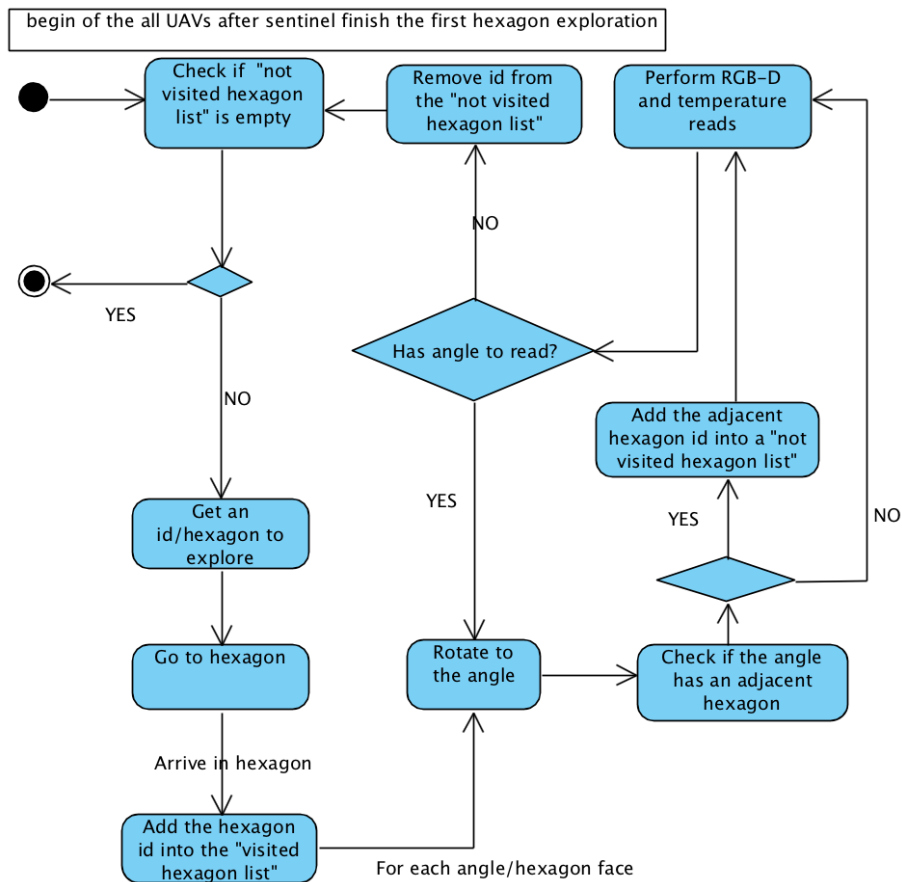 begin of the all UAVs after sentinel finish the first hexagon exploration
Check if "not
visited hexagon
list" is empty
Remove id from
the "not visited
hexagon list"
Perform RGB-D
and temperature
reads
NO
YES
Has angle to read?
NO
Add the adjacent
hexagon id into a "not
visited hexagon list"
YES
YES
NO
Get an
id/hexagon to
explore
Go to hexagon
Rotate to
the angle
Check if the angle
has an adjacent
hexagon
Arrive in hexagon
Add the hexagon
id into the "visited
hexagon list"
For each angle/hexagon face